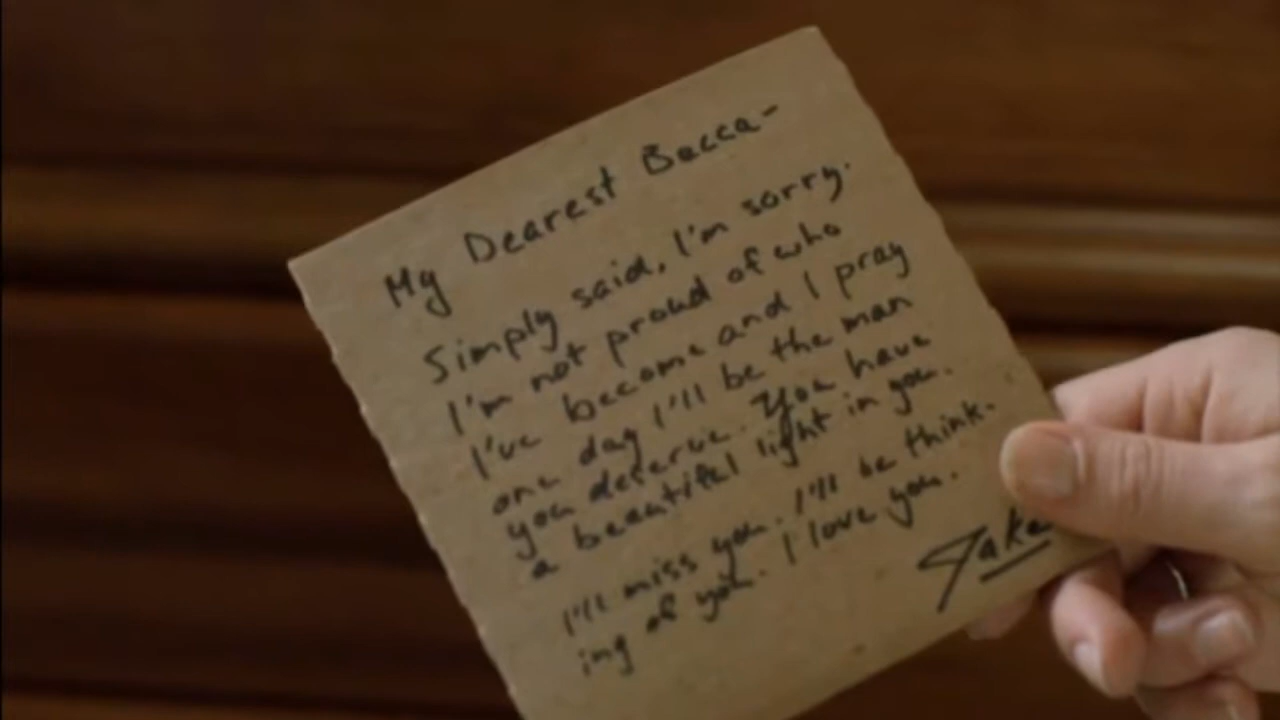 My Dearest Becca-
Simply said, I'm sorry.
I'm not proud of who
I've become and I pray
one day I'll be the man
you deserve. You have
a beautiful light in you.
I'll miss you. I'll be think-
ing of you. I love you.
Jake